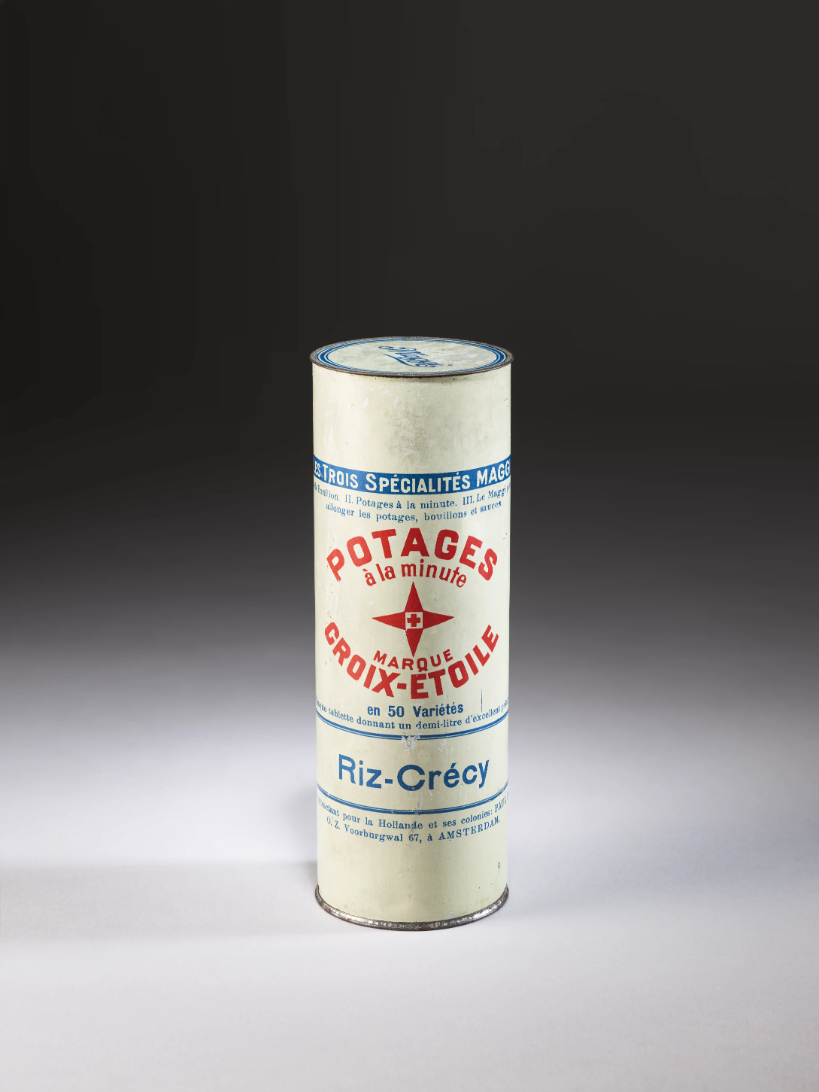 Maggi
ES TROIS SPÉCIALITÉS MAGG
Bouillon. II. Potages à la minute. III. Le Maggi
allonger les potages, bouillons et sauces
POTAGES
à la minute
MARQUE
CROIX-ÉTOILE
en 50 Variétés
tablette donnant un demi-litre d'excellent
Riz-Crécy
pour la Hollande et ses colonies:
O. Z. Voorburgwal 67, à AMSTERDAM.